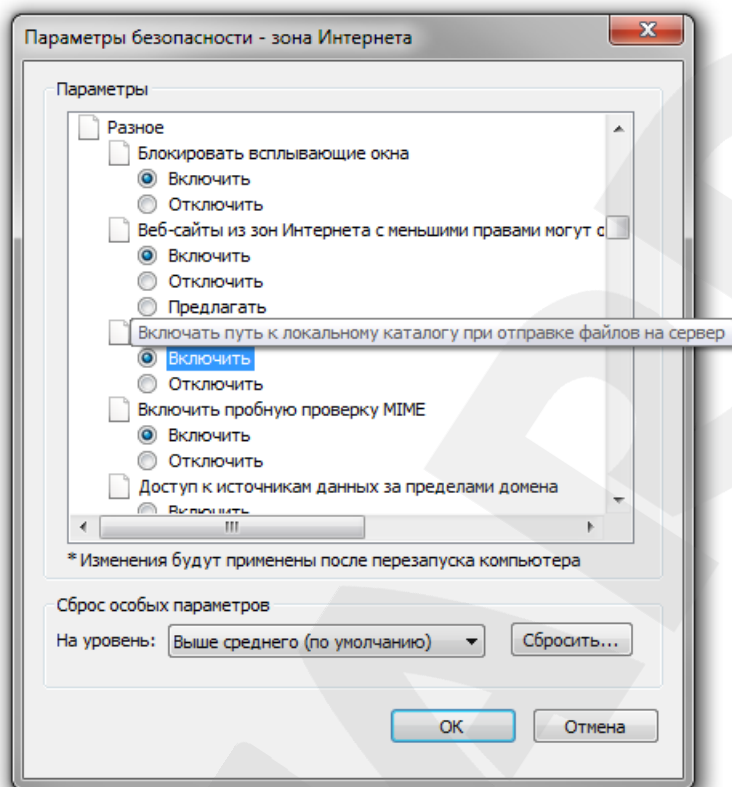 Параметры безопасности - зона Интернета
Параметры
Разное
Блокировать всплывающие окна
Включить
Отключить
Веб-сайты из зон Интернета с меньшими правами могут о
Включить
Отключить
Предлагать
Включать путь к локальному каталогу при отправке файлов на сервер
Включить
Отключить
Включить пробную проверку MIME
Включить
Отключить
Доступ к источникам данных за пределами домена
Включить
* Изменения будут применены после перезапуска компьютера
Сброс особых параметров
На уровень: Выше среднего (по умолчанию) Сбросить...
ОК Отмена